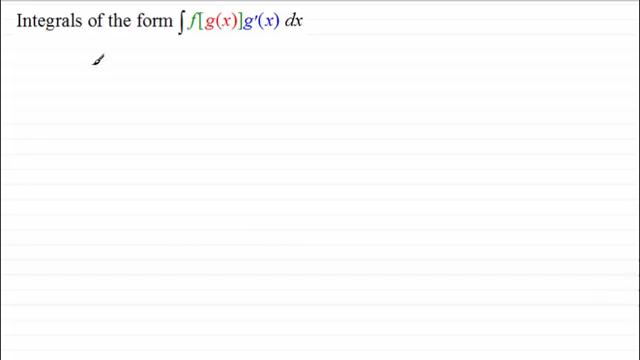 Integrals of the form ∫ f[g(x)]g′(x) dx